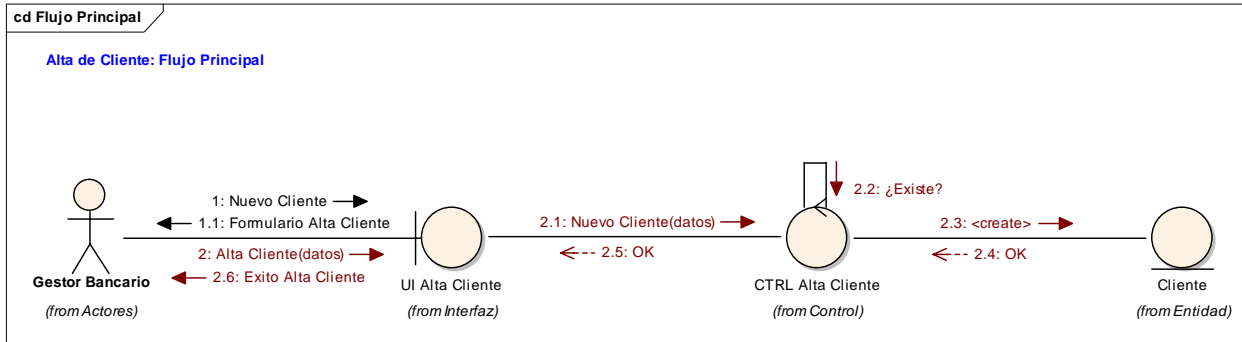 cd Flujo Principal
Alta de Cliente: Flujo Principal
1: Nuevo Cliente
1.1: Formulario Alta Cliente
2: Alta Cliente(datos)
2.6: Exito Alta Cliente
2.1: Nuevo Cliente(datos)
2.5: OK
2.2: ¿Existe?
2.3: <create>
2.4: OK
Gestor Bancario
(from Actores)
UI Alta Cliente
(from Interfaz)
CTRL Alta Cliente
(from Control)
Cliente
(from Entidad)